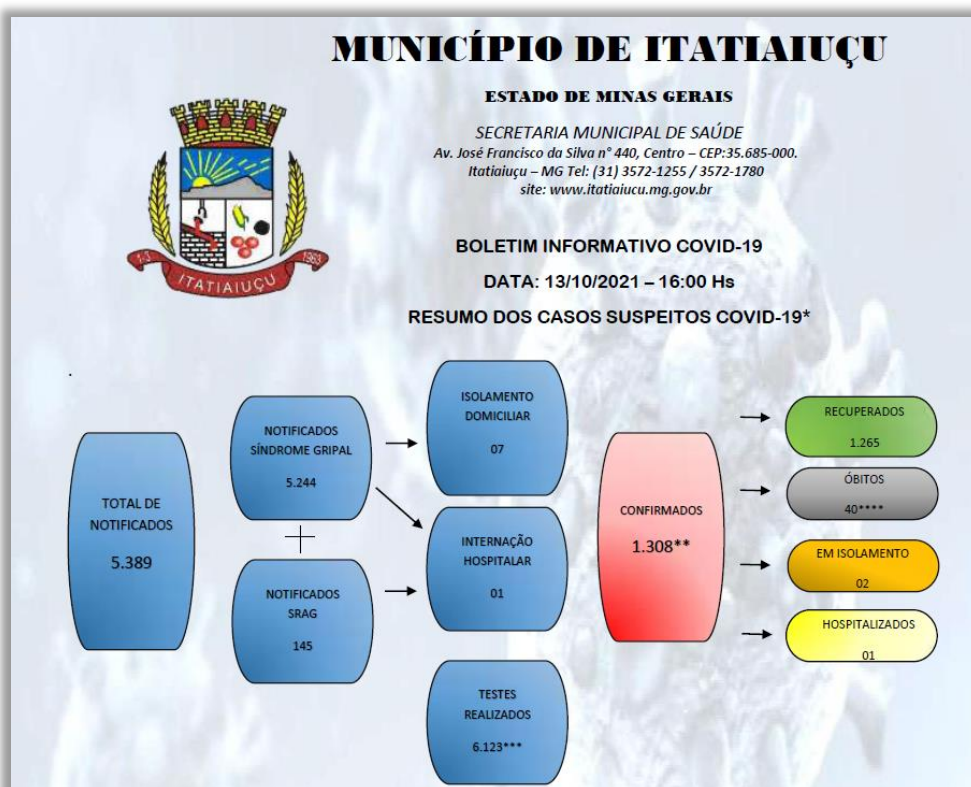 MUNICÍPIO DE ITATIAIUÇU
ESTADO DE MINAS GERAIS
SECRETARIA MUNICIPAL DE SAÚDE
Av. José Francisco da Silva n° 440, Centro – CEP:35.685-000.
Itatiaiuçu – MG Tel: (31) 3572-1255 / 3572-1780
site: www.itatiaiucu.mg.gov.br
1-3 ITATIAIUÇU 1963
BOLETIM INFORMATIVO COVID-19
DATA: 13/10/2021 – 16:00 Hs
RESUMO DOS CASOS SUSPEITOS COVID-19*
TOTAL DE
NOTIFICADOS
5.389
NOTIFICADOS
SÍNDROME GRIPAL
5.244
NOTIFICADOS
SRAG
145
ISOLAMENTO
DOMICILIAR
07
INTERNAÇÃO
HOSPITALAR
01
TESTES
REALIZADOS
6.123***
CONFIRMADOS
1.308**
RECUPERADOS
1.265
ÓBITOS
40****
EM ISOLAMENTO
02
HOSPITALIZADOS
01